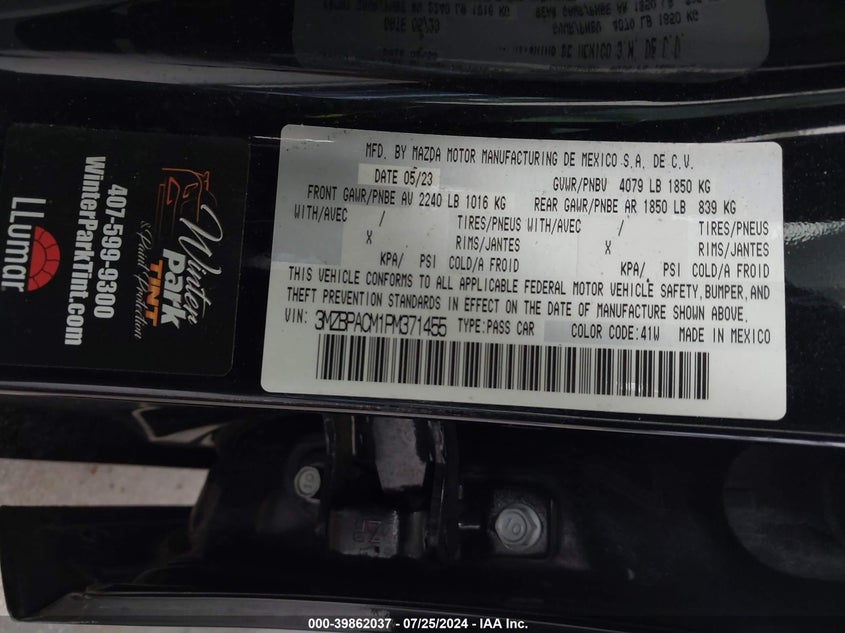 MFD. BY MAZDA MOTOR MANUFACTURING DE MEXICO S.A. DE C.V.
DATE 05/23 GVWR/PNBV 4079 LB 1850 KG
FRONT GAWR/PNBE AV 2240 LB 1016 KG REAR GAWR/PNBE AR 1850 LB 839 KG
WITH/AVEC / TIRES/PNEUS WITH/AVEC / TIRES/PNEUS
X RIMS/JANTES X RIMS/JANTES
KPA/ PSI COLD/A FROID KPA/ PSI COLD/A FROID
THIS VEHICLE CONFORMS TO ALL APPLICABLE FEDERAL MOTOR VEHICLE SAFETY, BUMPER, AND
THEFT PREVENTION STANDARDS IN EFFECT ON THE DATE OF MANUFACTURE SHOWN ABOVE.
VIN: 3MZBPACM1PM371455 TYPE:PASS CAR COLOR CODE:41W MADE IN MEXICO
Winter
Park
TINT
& Paint Protection
407-599-9300
WinterParkTint.com
LLumar
000-39862037 - 07/25/2024 - IAA Inc.